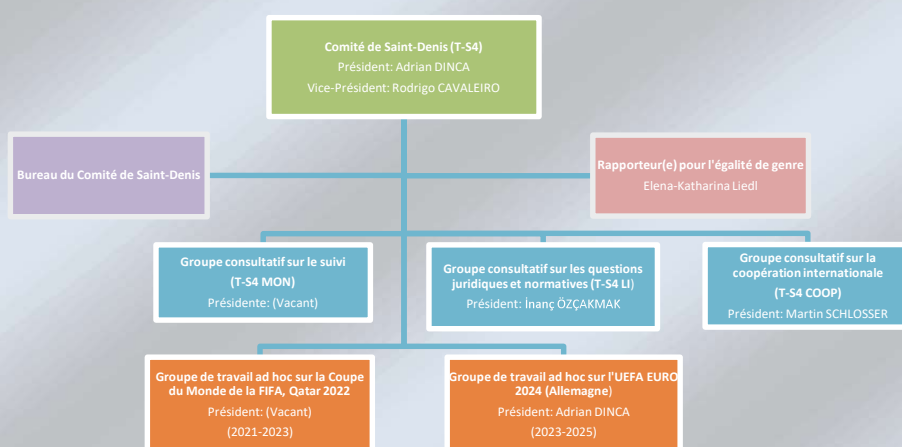 Comité de Saint-Denis (T-S4)
Président: Adrian DINCA
Vice-Président: Rodrigo CAVALEIRO
Bureau du Comité de Saint-Denis
Rapporteur(e) pour l'égalité de genre
Elena-Katharina Liedl
Groupe consultatif sur le suivi
(T-S4 MON)
Présidente: (Vacant)
Groupe consultatif sur les questions
juridiques et normatives (T-S4 LI)
Président: İnanç ÖZÇAKMAK
Groupe consultatif sur la
coopération internationale
(T-S4 COOP)
Président: Martin SCHLOSSER
Groupe de travail ad hoc sur la Coupe
du Monde de la FIFA, Qatar 2022
Président: (Vacant)
(2021-2023)
Groupe de travail ad hoc sur l'UEFA EURO
2024 (Allemagne)
Président: Adrian DINCA
(2023-2025)